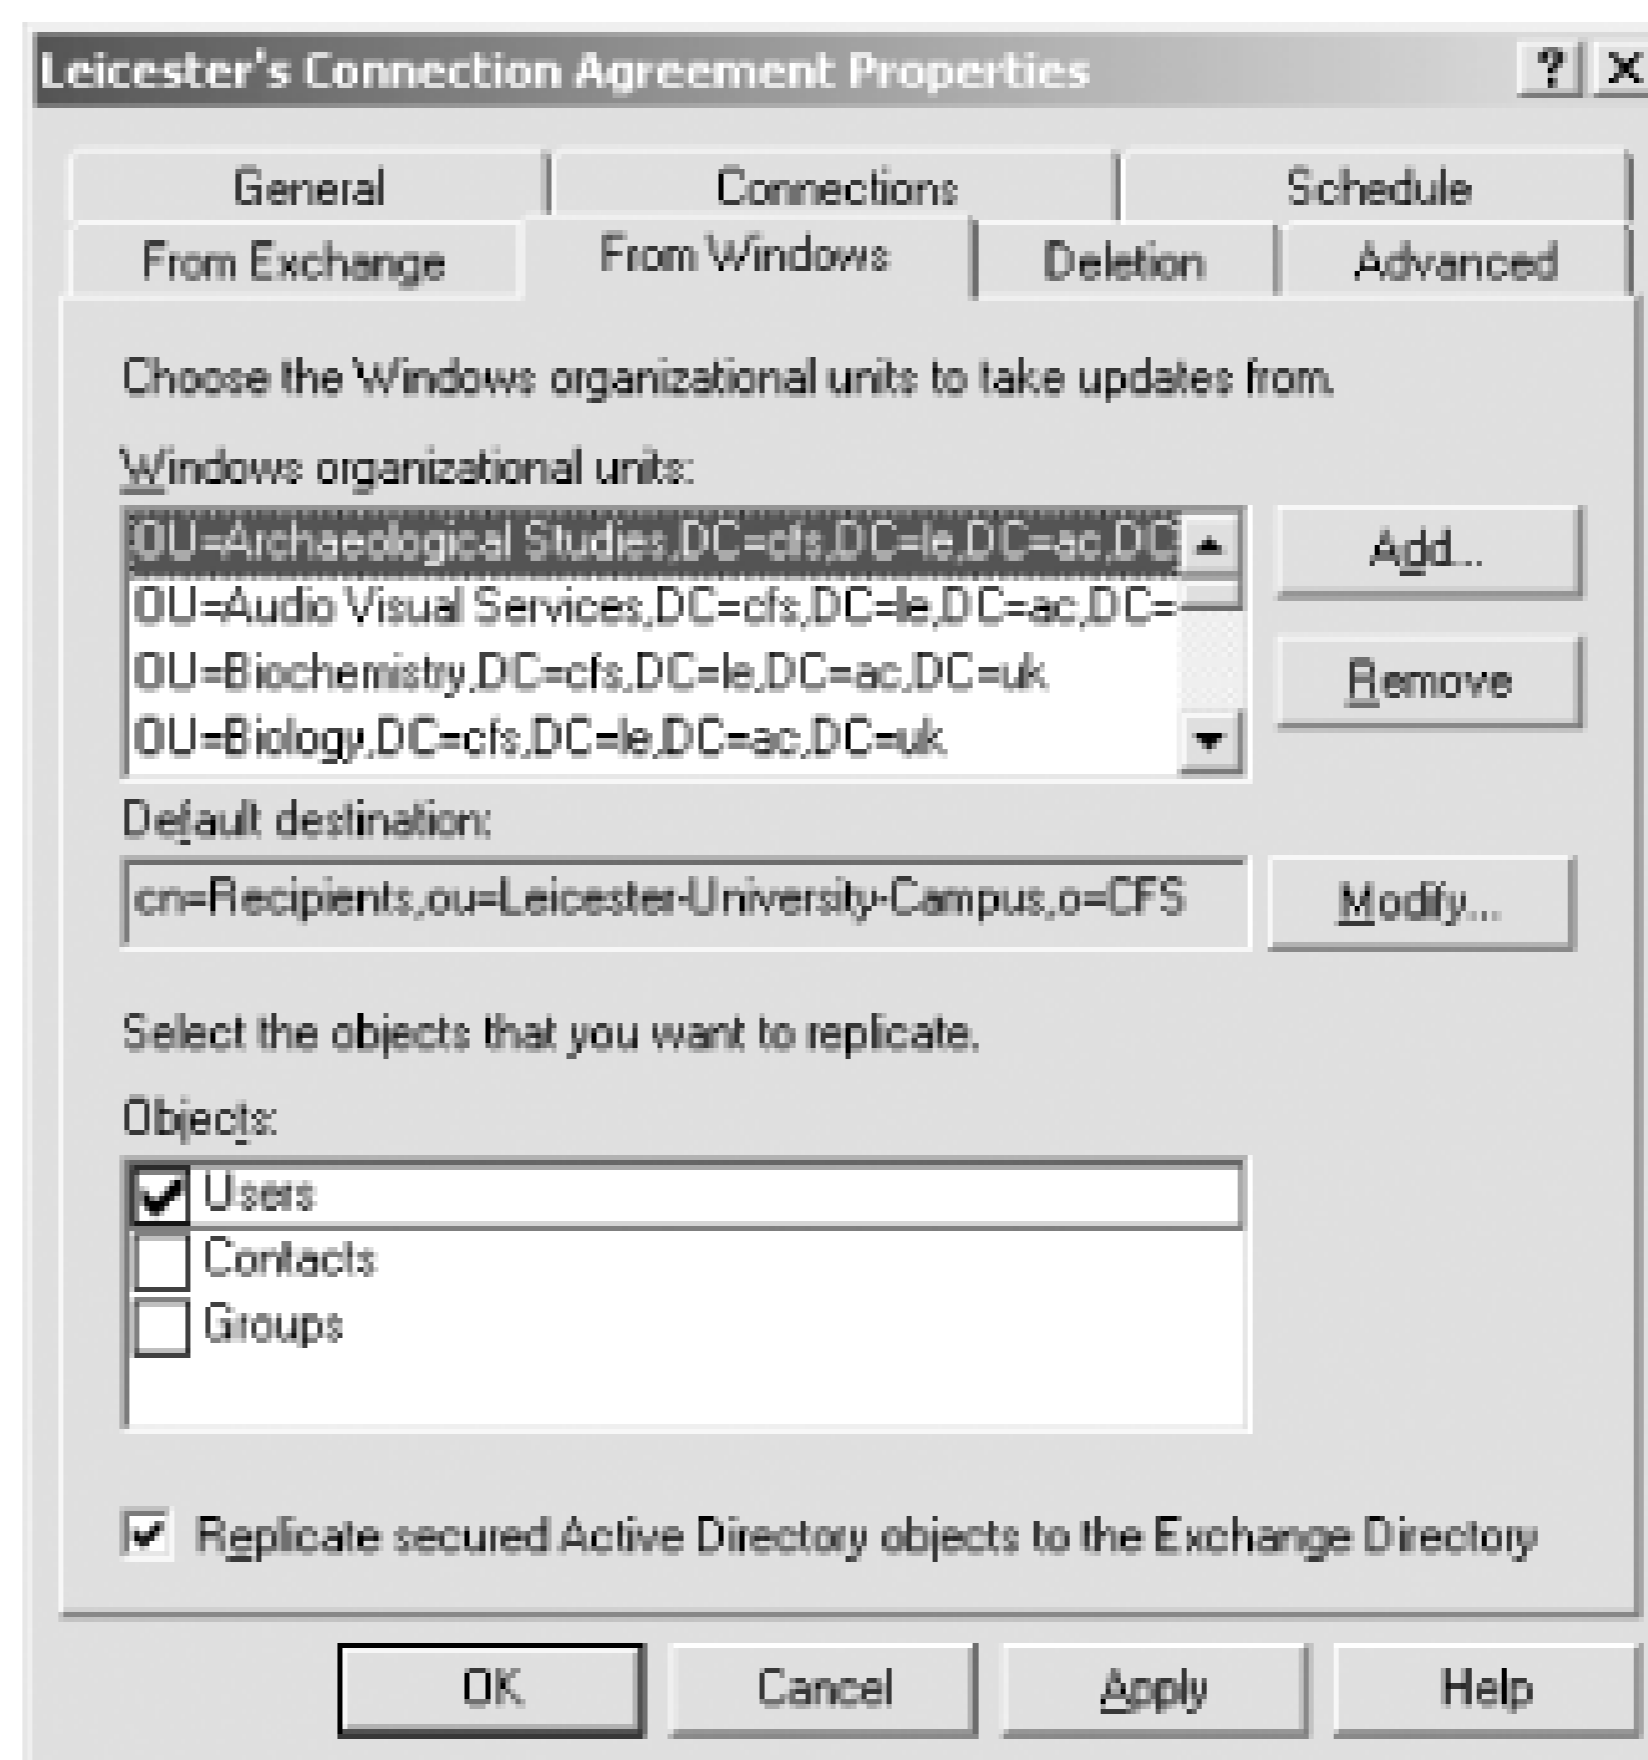 Leicester's Connection Agreement Properties
General Connections Schedule
From Exchange From Windows Deletion Advanced
Choose the Windows organizational units to take updates from.
Windows organizational units:
OU=Archaeological Studies,DC=cfs,DC=le,DC=ac,DC
Add...
OU=Audio Visual Services,DC=cfs,DC=le,DC=ac,DC=
OU=Biochemistry,DC=cfs,DC=le,DC=ac,DC=uk
Remove
OU=Biology,DC=cfs,DC=le,DC=ac,DC=uk
Default destination:
cn=Recipients,ou=Leicester-University-Campus,o=CFS
Modify...
Select the objects that you want to replicate.
Objects:
Users
Contacts
Groups
Replicate secured Active Directory objects to the Exchange Directory
OK Cancel Apply Help